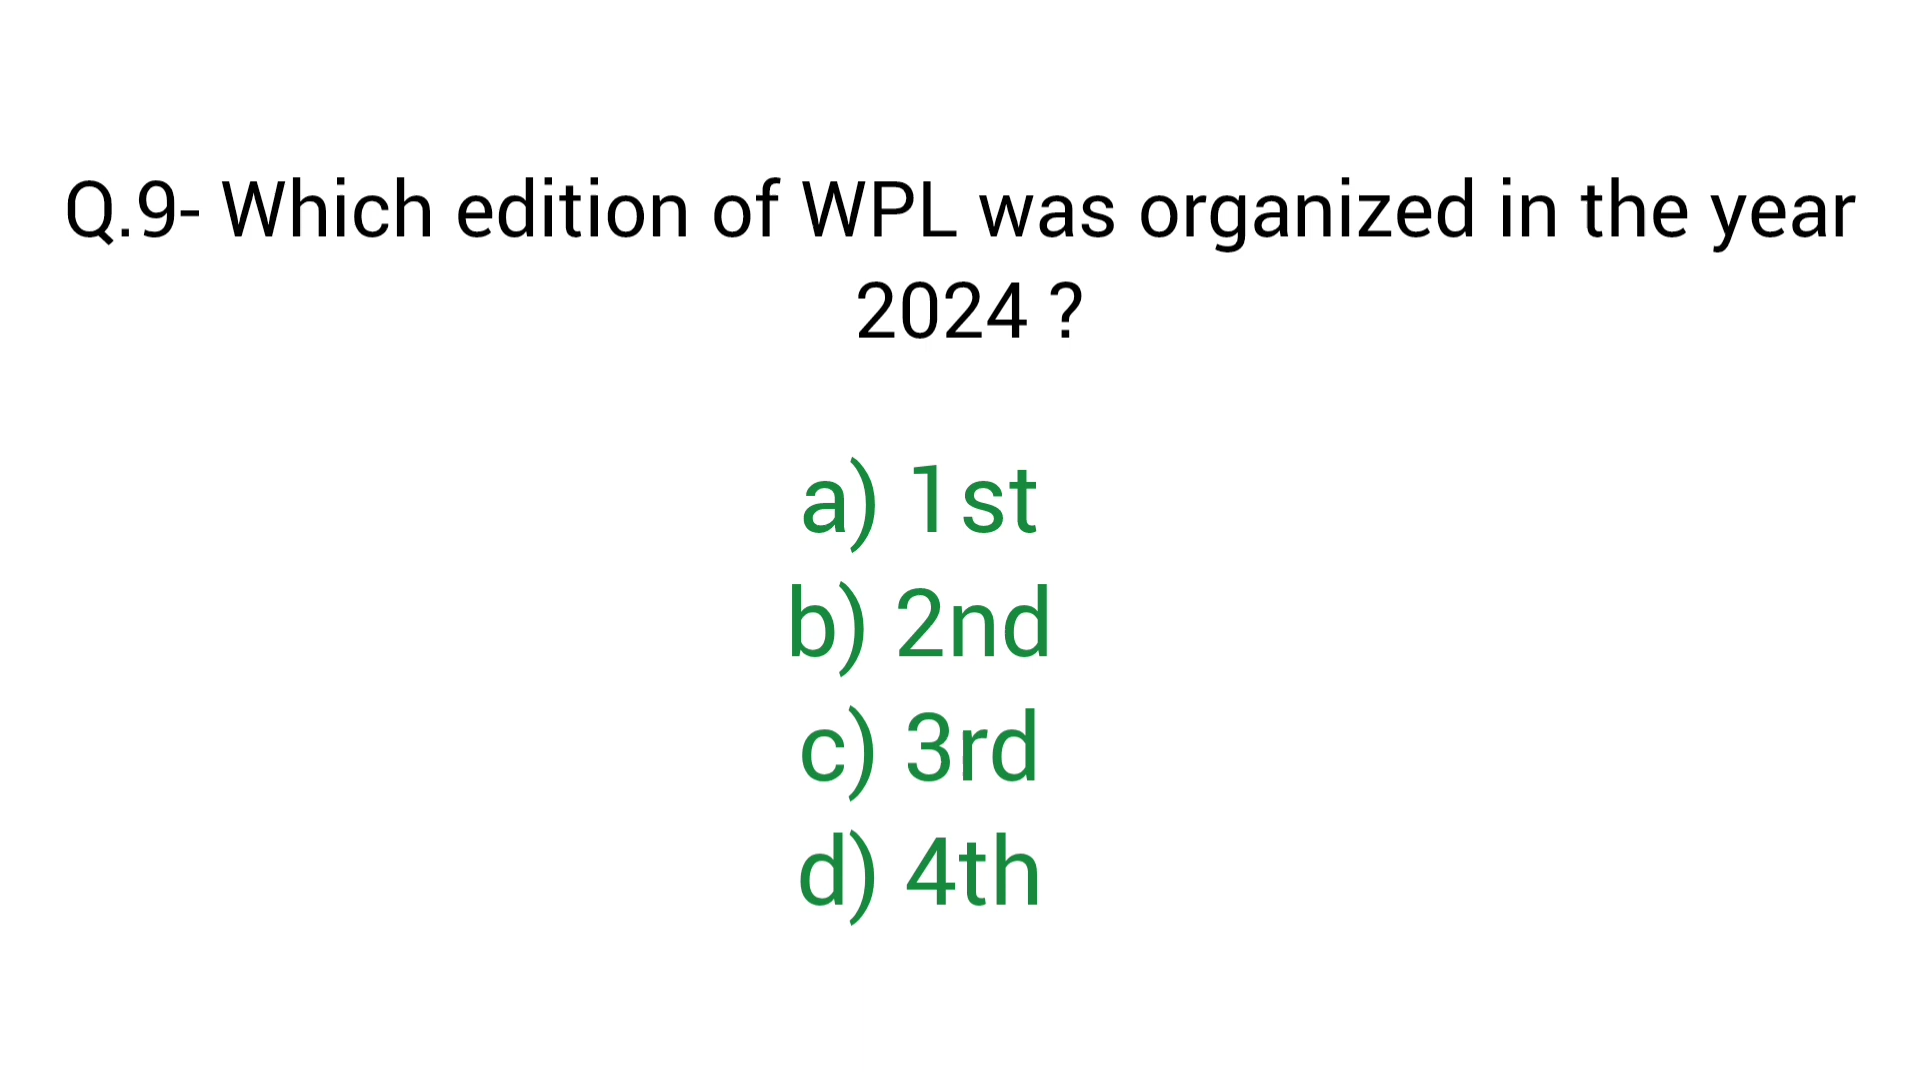 Q.9- Which edition of WPL was organized in the year
2024 ?
a) 1st
b) 2nd
c) 3rd
d) 4th